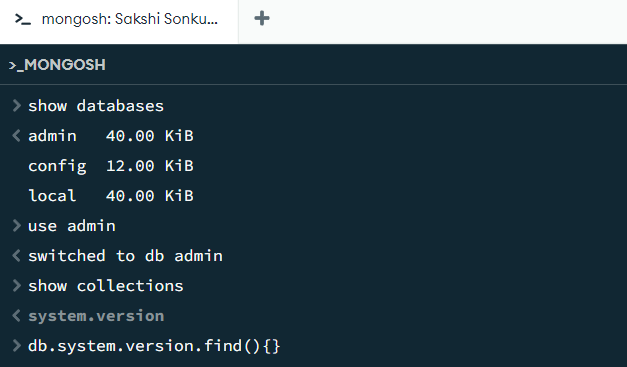 >_ mongosh: Sakshi Sonku... +
>_MONGOSH
> show databases
< admin   40.00 KiB
config  12.00 KiB
local   40.00 KiB
> use admin
< switched to db admin
> show collections
< system.version
> db.system.version.find(){}